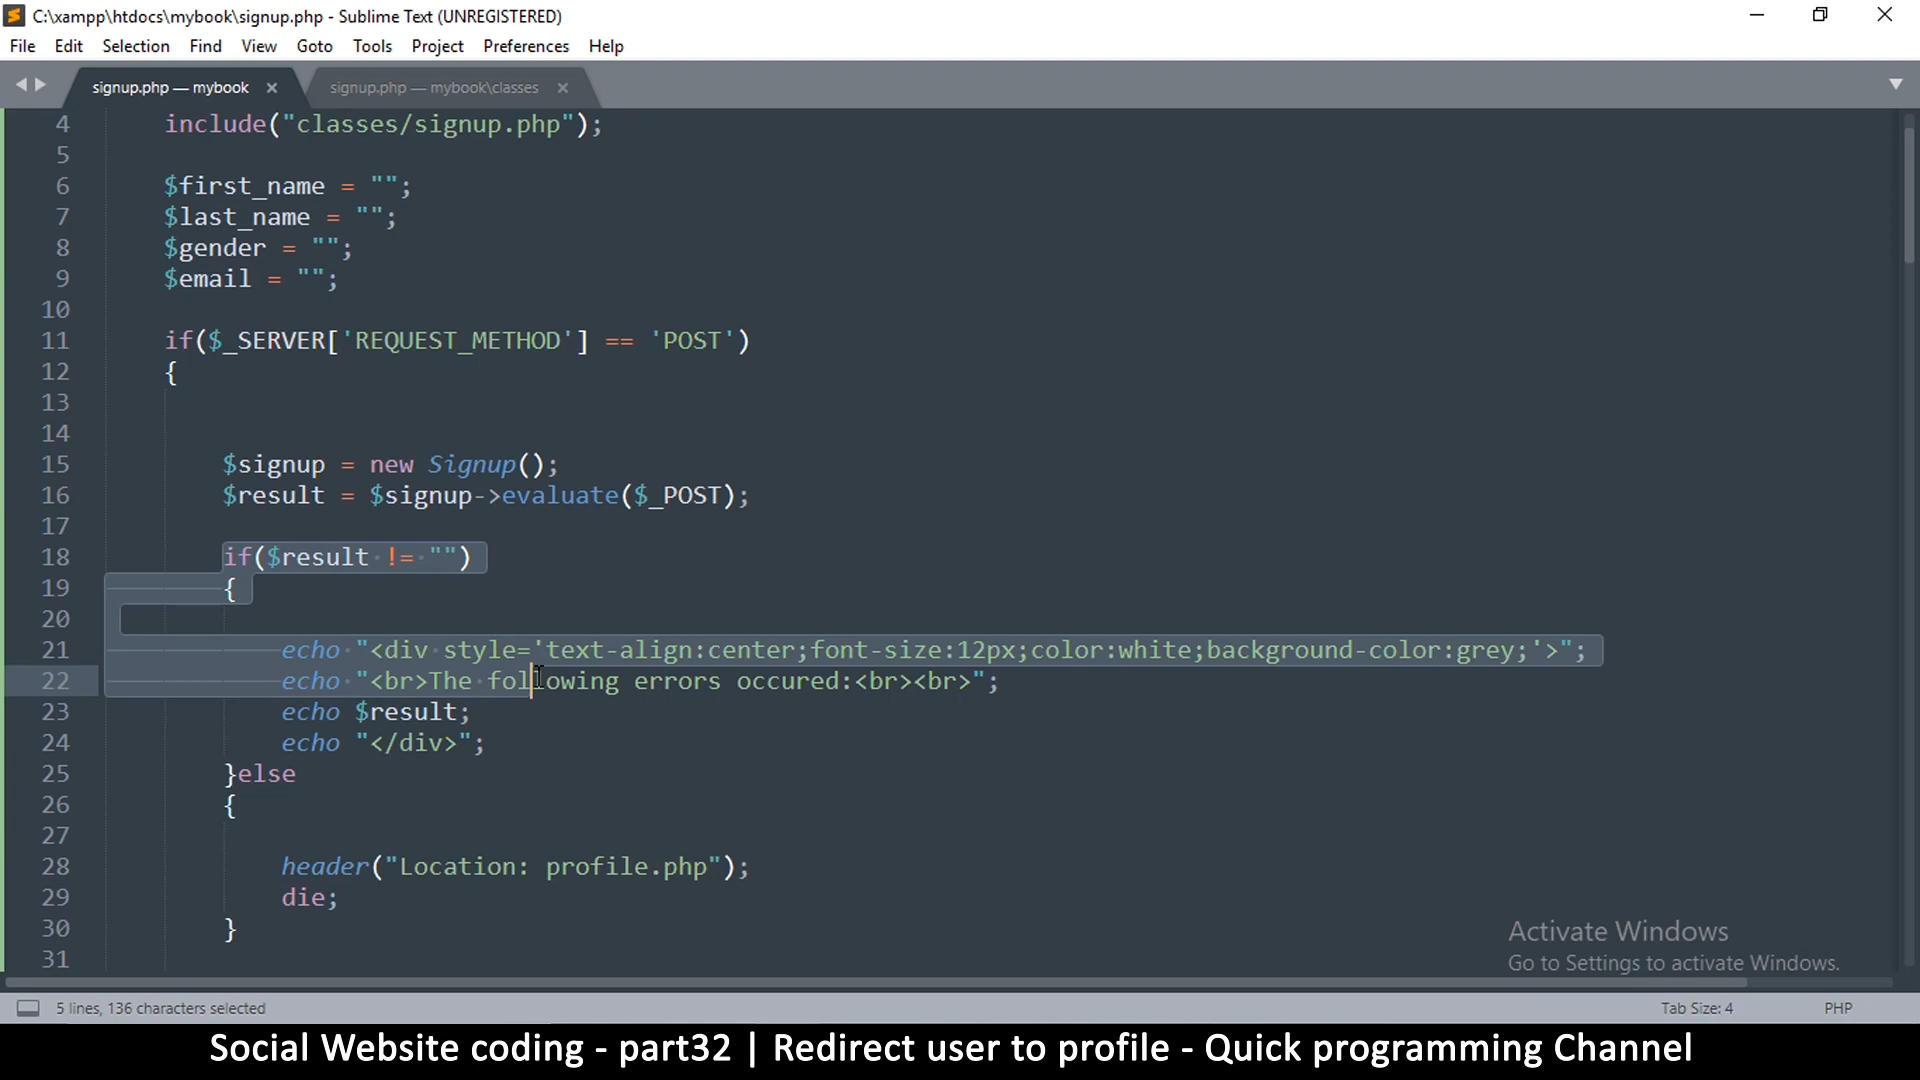 C:\xampp\htdocs\mybook\signup.php - Sublime Text (UNREGISTERED)
File Edit Selection Find View Goto Tools Project Preferences Help
signup.php — mybook × signup.php — mybook\classes ×
4 include("classes/signup.php");
5
6 $first_name = "";
7 $last_name = "";
8 $gender = "";
9 $email = "";
10
11 if($_SERVER['REQUEST_METHOD'] == 'POST')
12 {
13
14
15 $signup = new Signup();
16 $result = $signup->evaluate($_POST);
17
18 if($result != "")
19 {
20
21 echo "<div style='text-align:center;font-size:12px;color:white;background-color:grey;'>";
22 echo "<br>The following errors occured:<br><br>";
23 echo $result;
24 echo "</div>";
25 }else
26 {
27
28 header("Location: profile.php");
29 die;
30 }
31
Activate Windows
Go to Settings to activate Windows.
5 lines, 136 characters selected Tab Size: 4 PHP
Social Website coding - part32 | Redirect user to profile - Quick programming Channel